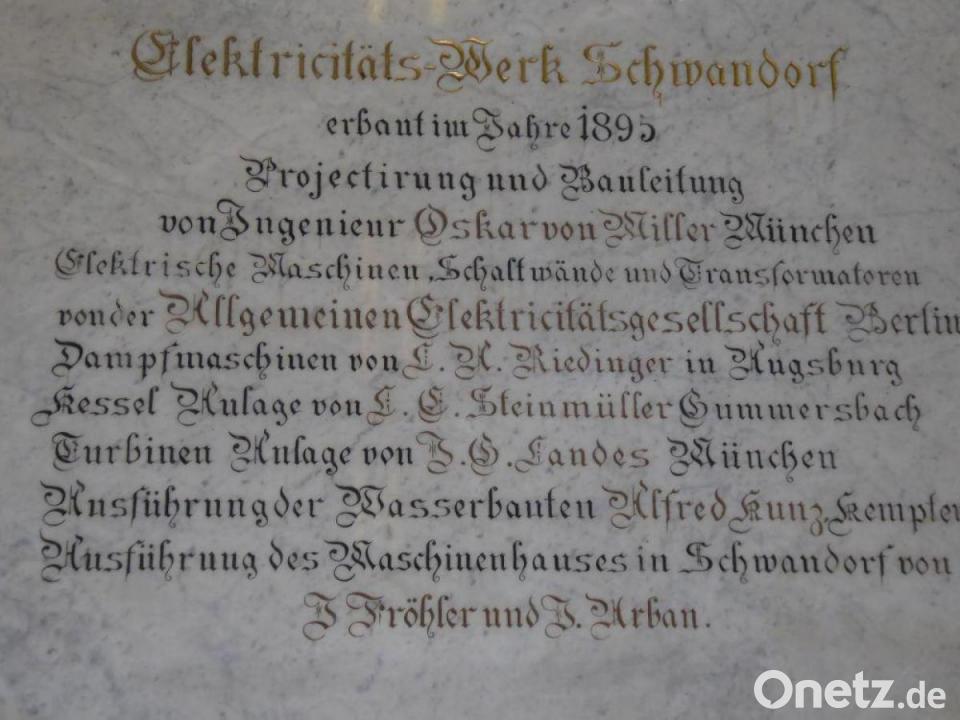 Elektricitäts-Werk Schwandorf
erbaut im Jahre 1895
Projectirung und Bauleitung
von Ingenieur Oskar von Miller München
Elektrische Maschinen, Schaltwände und Transformatoren
von der Allgemeinen Elektricitätsgesellschaft Berlin
Dampfmaschinen von L. A. Riedinger in Augsburg
Kessel Anlage von L. C. Steinmüller Gummersbach
Turbinen Anlage von J. G. Landes München
Ausführung der Wasserbauten Alfred Kunz, Kempten
Ausführung des Maschinenhauses in Schwandorf von
J Fröhler und J. Urban.
Onetz.de